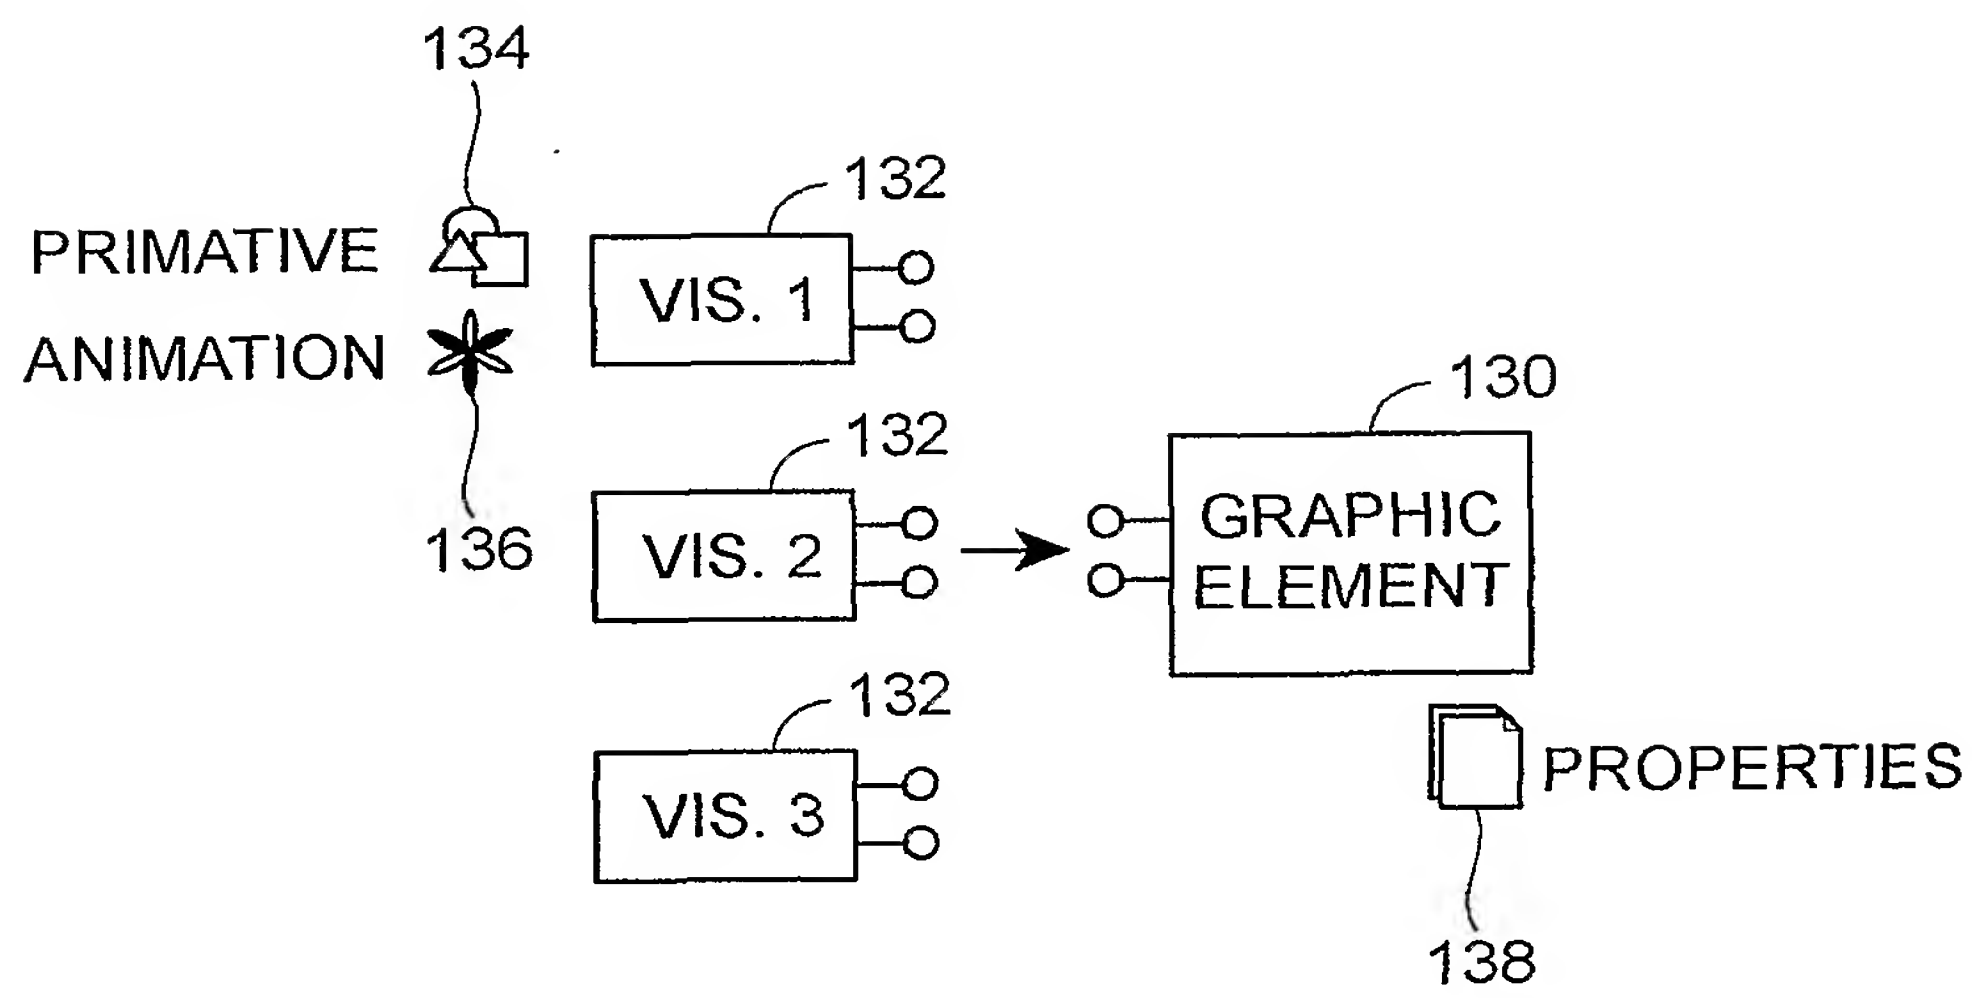 134
132
PRIMATIVE
VIS. 1
ANIMATION
130
132
136
VIS. 2
GRAPHIC
ELEMENT
132
PROPERTIES
VIS. 3
138